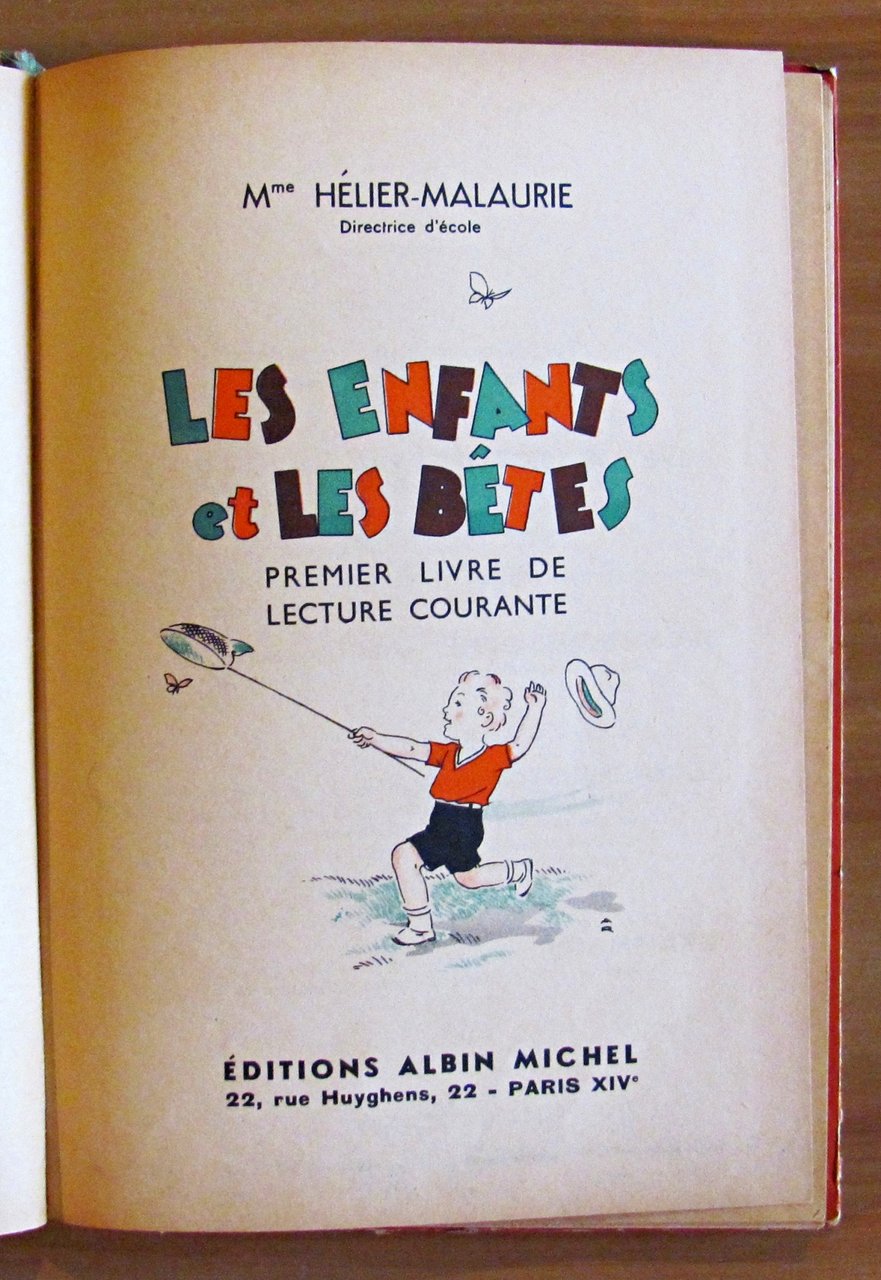 Mme HÉLIER-MALAURIE
Directrice d'école
LES ENFANTS
et LES BÊTES
PREMIER LIVRE DE
LECTURE COURANTE
ÉDITIONS ALBIN MICHEL
22, rue Huyghens, 22 - PARIS XIVe